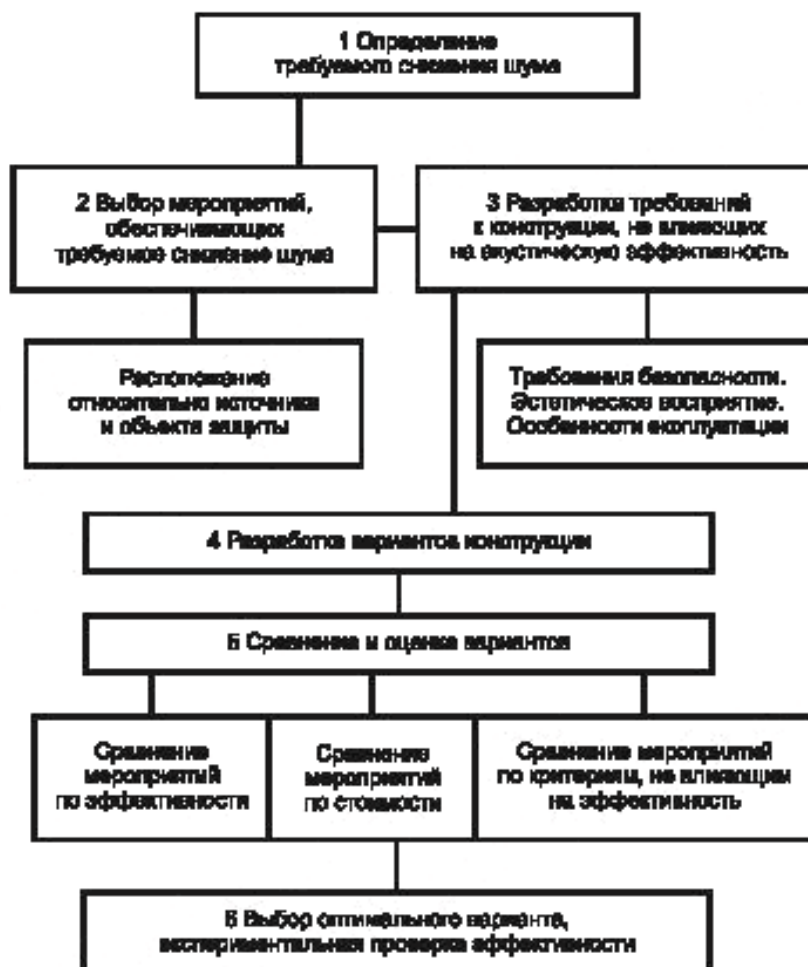 1 Определение
требуемого снижения шума
2 Выбор мероприятий,
обеспечивающих
требуемое снижение шума
3 Разработка требований
к конструкции, не влияющих
на акустическую эффективность
Расположение
относительно источника
и объекта защиты
Требования безопасности.
Эстетическое восприятие.
Особенности эксплуатации
4 Разработка вариантов конструкции
5 Сравнение и оценка вариантов
Сравнение
мероприятий
по эффективности
Сравнение
мероприятий
по стоимости
Сравнение мероприятий
по критериям, не влияющим
на эффективность
6 Выбор оптимального варианта,
экспериментальная проверка эффективности